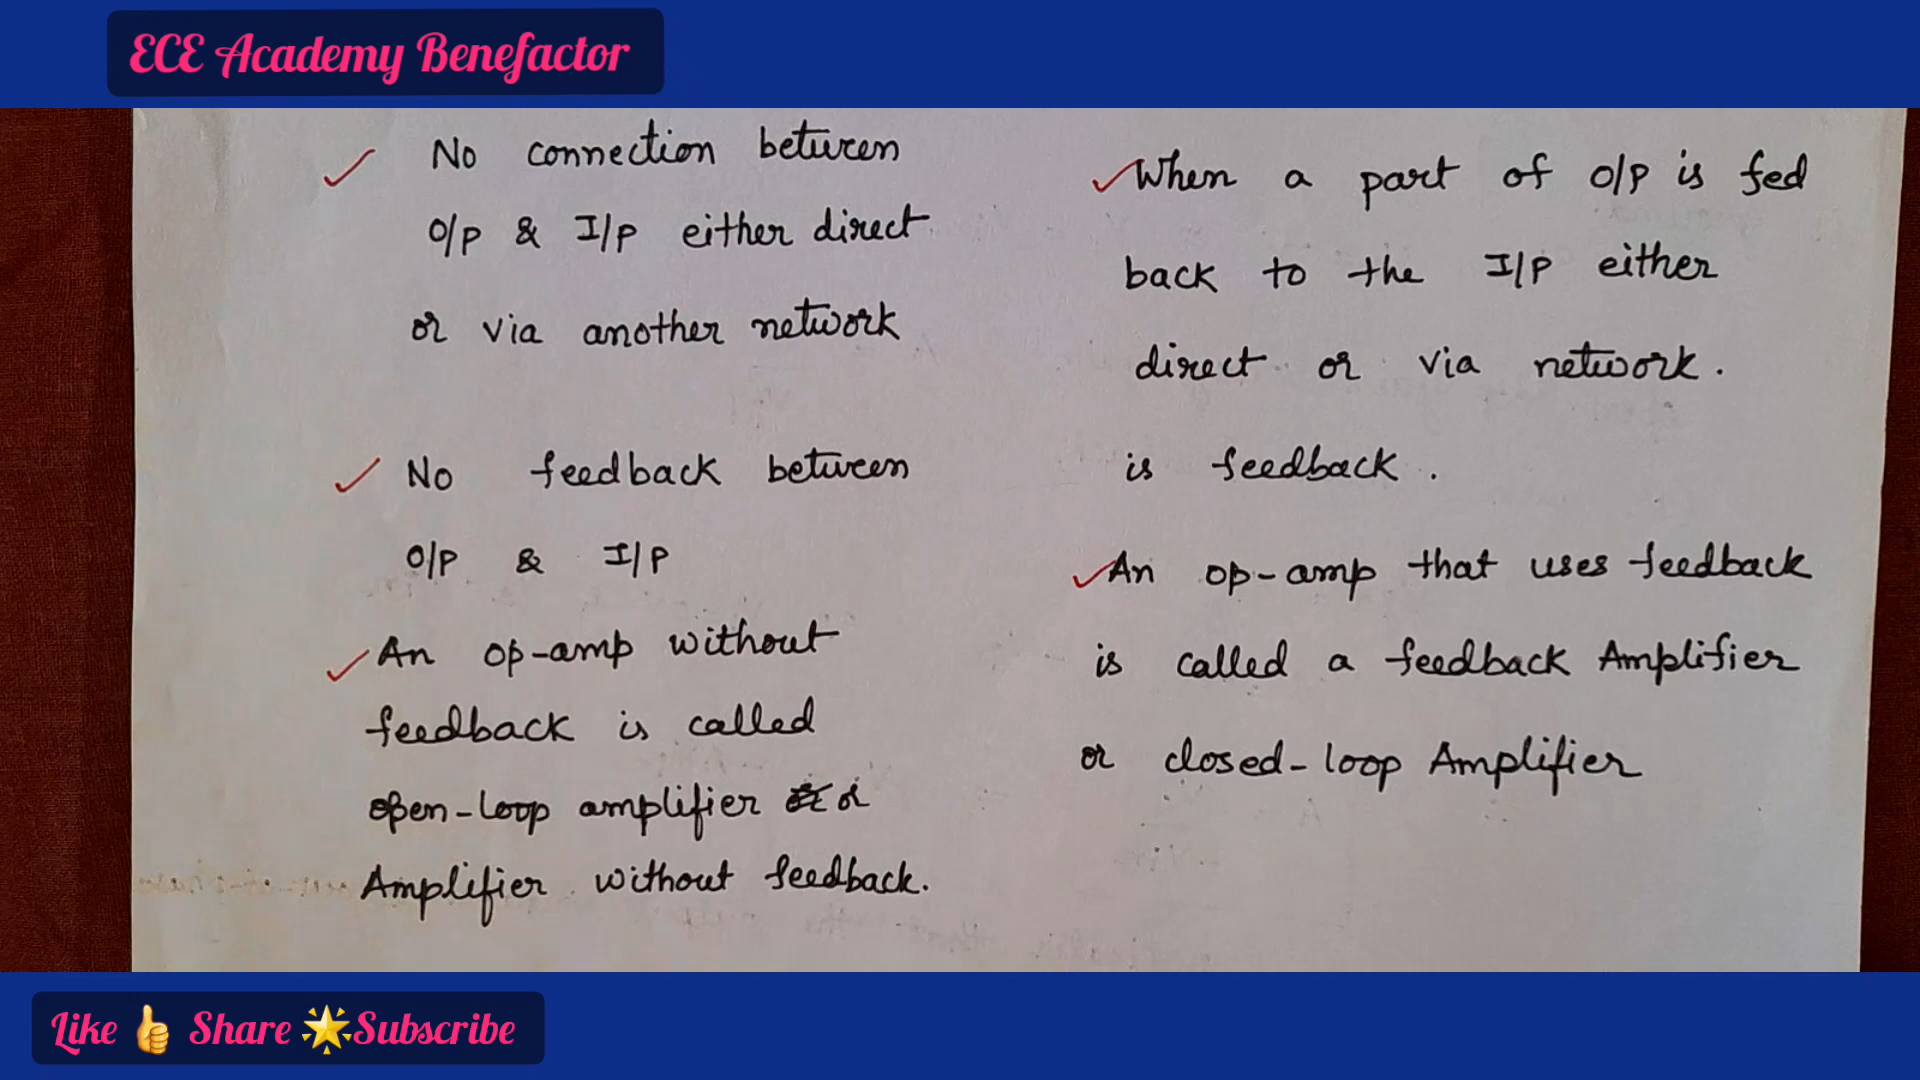 ECE Academy Benefactor
No connection between
O/P & I/P either direct
or via another network
No feedback between
O/P & I/P
An op-amp without
feedback is called
open-loop amplifier or
Amplifier without feedback.
When a part of O/P is fed
back to the I/P either
direct or via network.
is feedback.
An op-amp that uses feedback
is called a feedback Amplifier
or closed-loop Amplifier
Like 👍 Share 🌟Subscribe